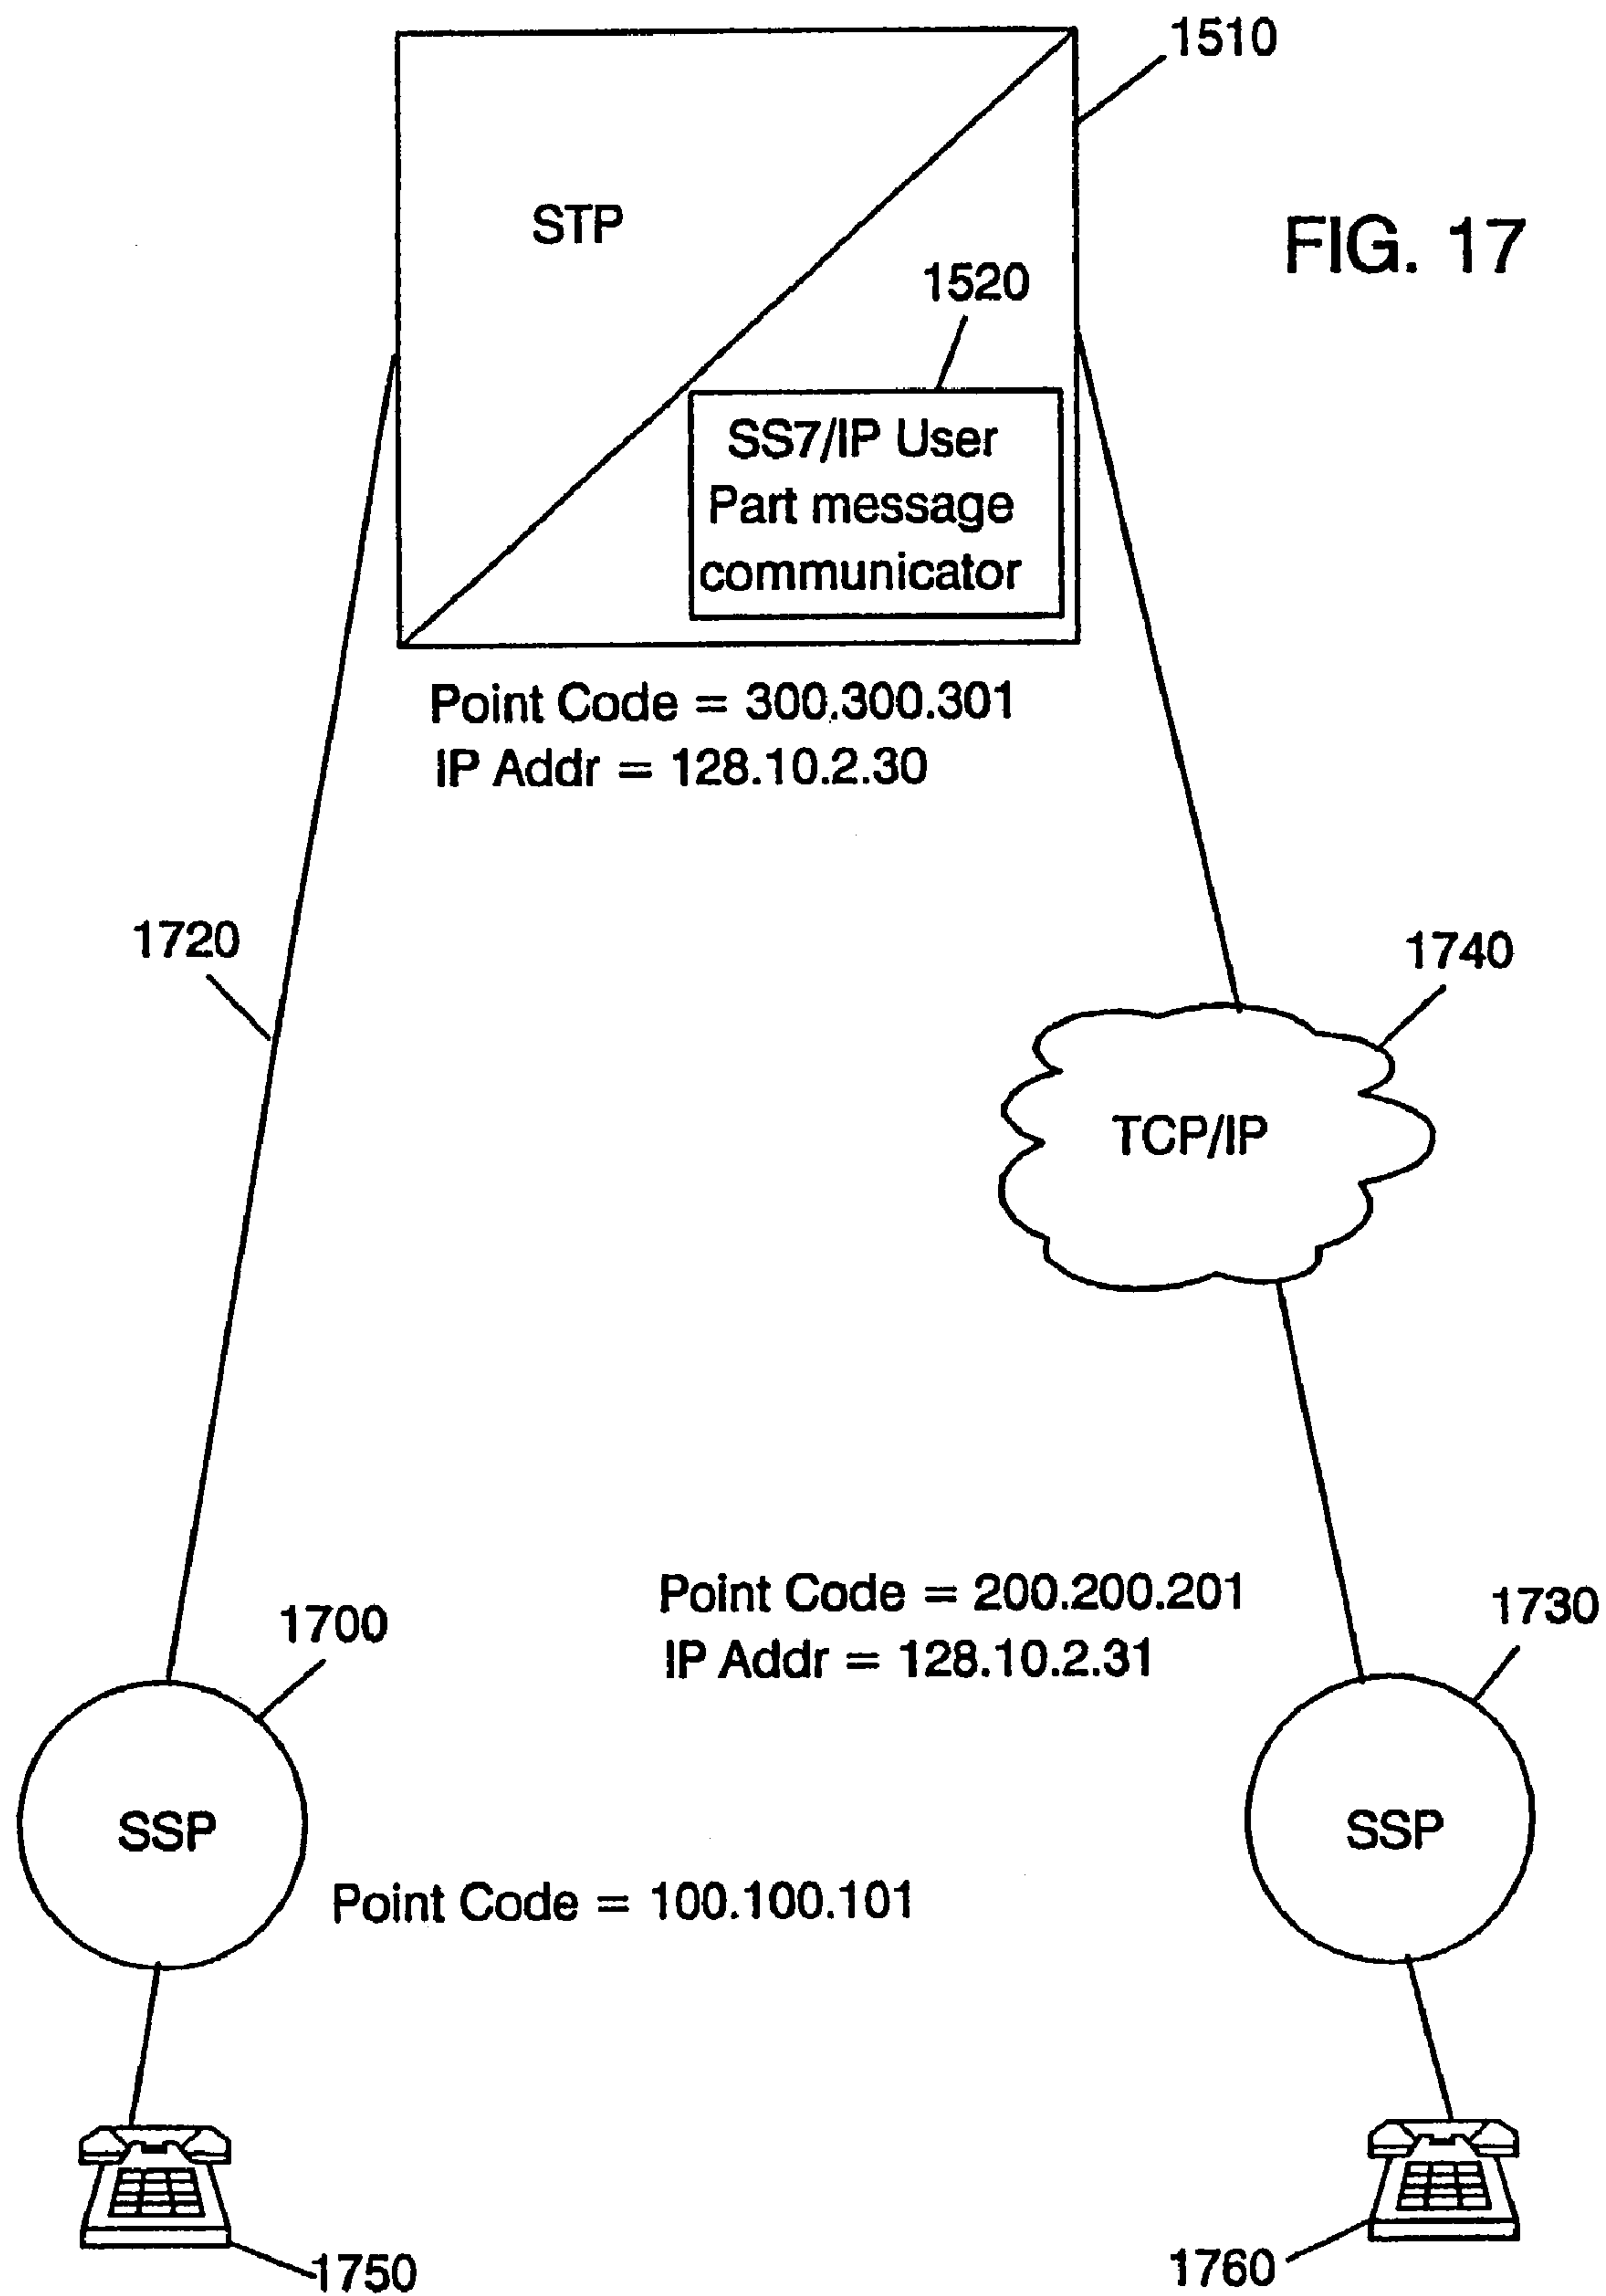 1510
STP
FIG. 17
1520
SS7/IP User
Part message
communicator
Point Code = 300.300.301
IP Addr = 128.10.2.30
1720
1740
TCP/IP
Point Code = 200.200.201
IP Addr = 128.10.2.31
1700
1730
SSP
SSP
Point Code = 100.100.101
1750
1760